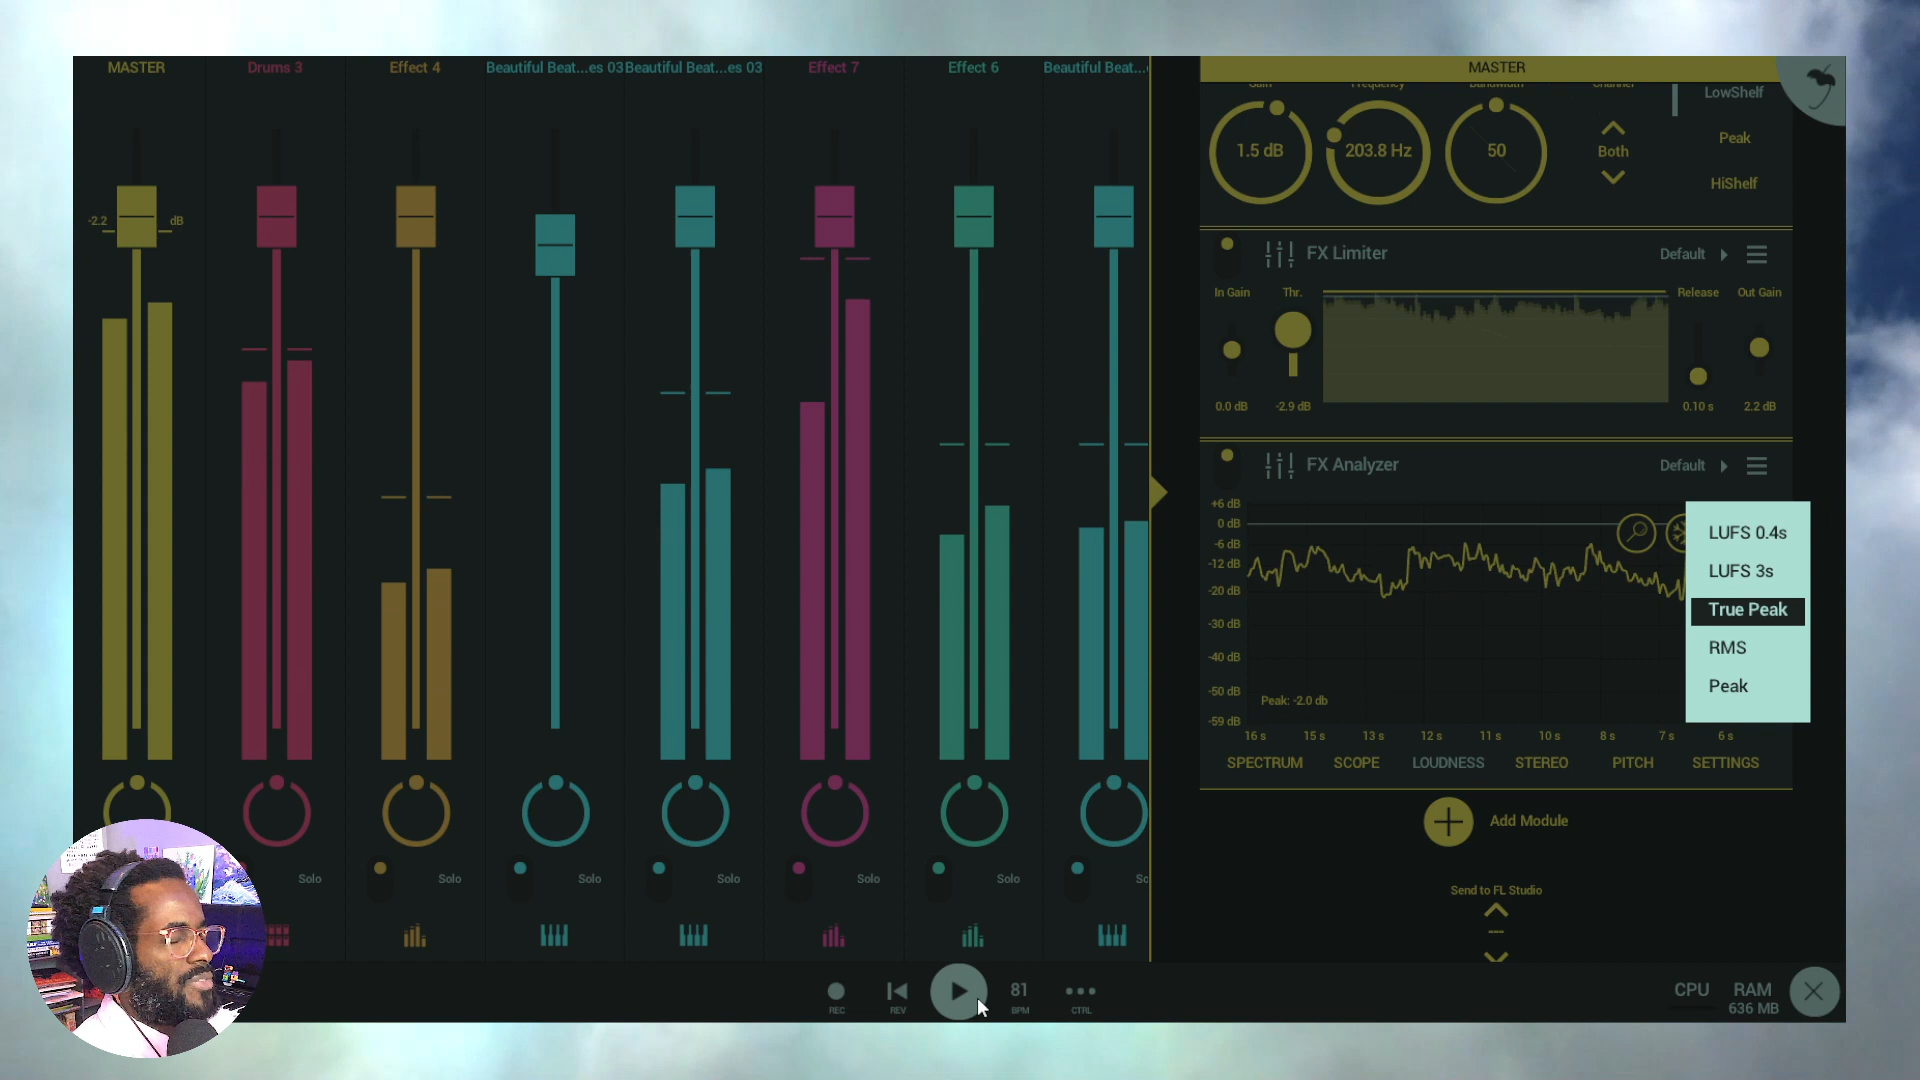 MASTER
Drums 3
Effect 4
Beautiful Beat...es 03
Beautiful Beat...es 03
Effect 7
Effect 6
Beautiful Beat...
-2.2
dB
Solo
Solo
Solo
Solo
Solo
Solo
MASTER
Gain
Frequency
Bandwidth
Channel
1.5 dB
203.8 Hz
50
Both
LowShelf
Peak
HiShelf
FX Limiter
Default
In Gain
Thr.
Release
Out Gain
0.0 dB
-2.9 dB
0.10 s
2.2 dB
FX Analyzer
Default
+6 dB
0 dB
-6 dB
-12 dB
-20 dB
-30 dB
-40 dB
-50 dB
-59 dB
Peak: -2.0 db
16 s
15 s
13 s
12 s
11 s
10 s
8 s
7 s
6 s
LUFS 0.4s
LUFS 3s
True Peak
RMS
Peak
SPECTRUM
SCOPE
LOUDNESS
STEREO
PITCH
SETTINGS
Add Module
Send to FL Studio
---
REC
REV
81
BPM
CTRL
CPU
RAM
636 MB